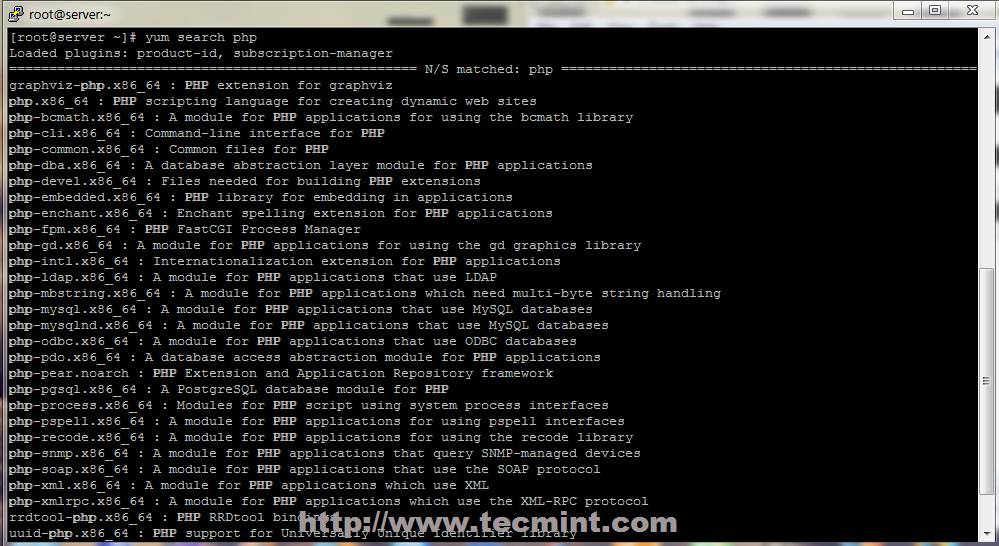 root@server:~
[root@server ~]# yum search php
Loaded plugins: product-id, subscription-manager
=================================================== N/S matched: php ====================================================
graphviz-php.x86_64 : PHP extension for graphviz
php.x86_64 : PHP scripting language for creating dynamic web sites
php-bcmath.x86_64 : A module for PHP applications for using the bcmath library
php-cli.x86_64 : Command-line interface for PHP
php-common.x86_64 : Common files for PHP
php-dba.x86_64 : A database abstraction layer module for PHP applications
php-devel.x86_64 : Files needed for building PHP extensions
php-embedded.x86_64 : PHP library for embedding in applications
php-enchant.x86_64 : Enchant spelling extension for PHP applications
php-fpm.x86_64 : PHP FastCGI Process Manager
php-gd.x86_64 : A module for PHP applications for using the gd graphics library
php-intl.x86_64 : Internationalization extension for PHP applications
php-ldap.x86_64 : A module for PHP applications that use LDAP
php-mbstring.x86_64 : A module for PHP applications which need multi-byte string handling
php-mysql.x86_64 : A module for PHP applications that use MySQL databases
php-mysqlnd.x86_64 : A module for PHP applications that use MySQL databases
php-odbc.x86_64 : A module for PHP applications that use ODBC databases
php-pdo.x86_64 : A database access abstraction module for PHP applications
php-pear.noarch : PHP Extension and Application Repository framework
php-pgsql.x86_64 : A PostgreSQL database module for PHP
php-process.x86_64 : Modules for PHP script using system process interfaces
php-pspell.x86_64 : A module for PHP applications for using pspell interfaces
php-recode.x86_64 : A module for PHP applications for using the recode library
php-snmp.x86_64 : A module for PHP applications that query SNMP-managed devices
php-soap.x86_64 : A module for PHP applications that use the SOAP protocol
php-xml.x86_64 : A module for PHP applications which use XML
php-xmlrpc.x86_64 : A module for PHP applications which use the XML-RPC protocol
rrdtool-php.x86_64 : PHP RRDtool bindings
http://www.tecmint.com
uuid-php.x86_64 : PHP support for Universally Unique Identifier library